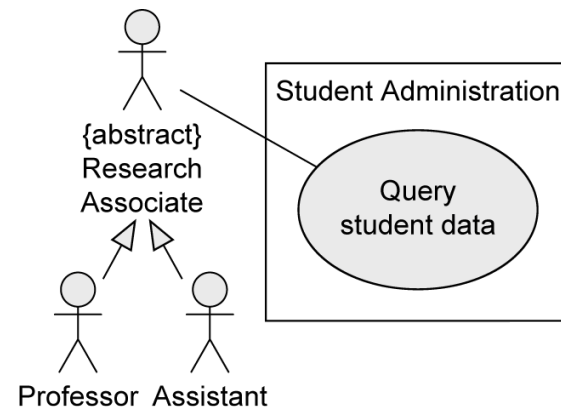 {abstract}
Research
Associate
Student Administration
Query
student data
Professor Assistant